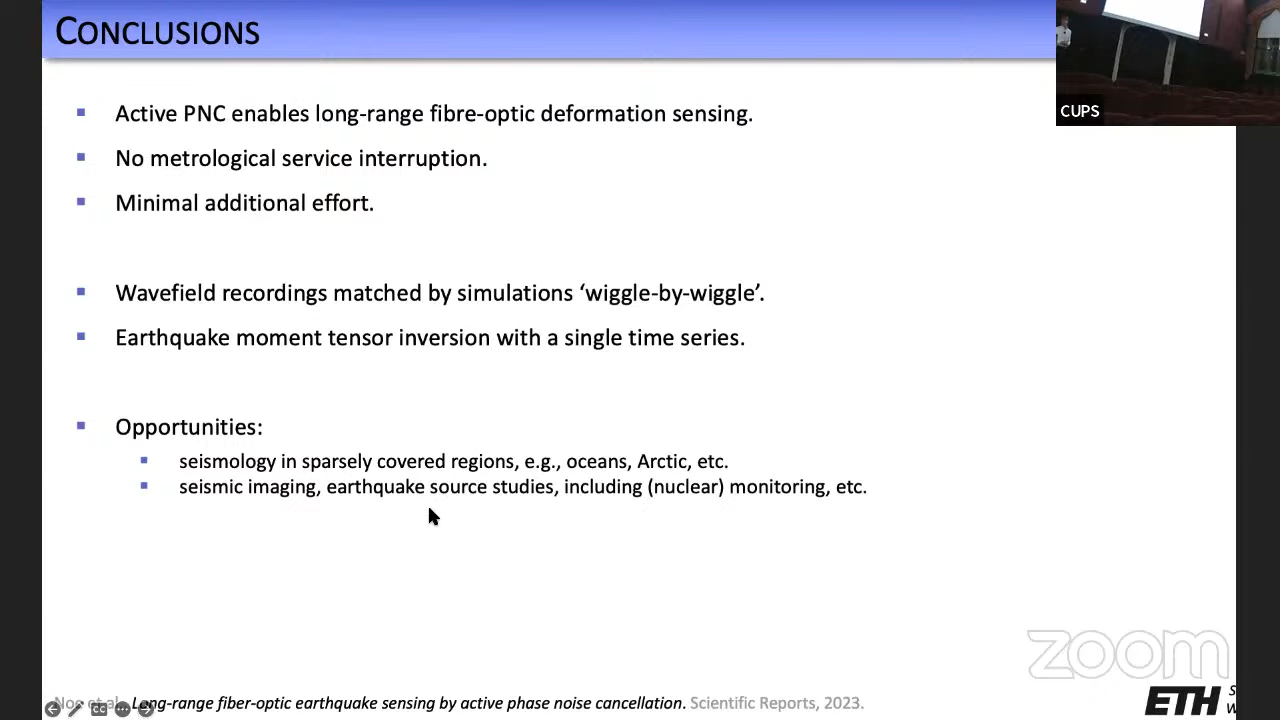 CONCLUSIONS
CUPS
Active PNC enables long-range fibre-optic deformation sensing.
No metrological service interruption.
Minimal additional effort.
Wavefield recordings matched by simulations ‘wiggle-by-wiggle’.
Earthquake moment tensor inversion with a single time series.
Opportunities:
seismology in sparsely covered regions, e.g., oceans, Arctic, etc.
seismic imaging, earthquake source studies, including (nuclear) monitoring, etc.
zoom
Long-range fiber-optic earthquake sensing by active phase noise cancellation. Scientific Reports, 2023.
ETH